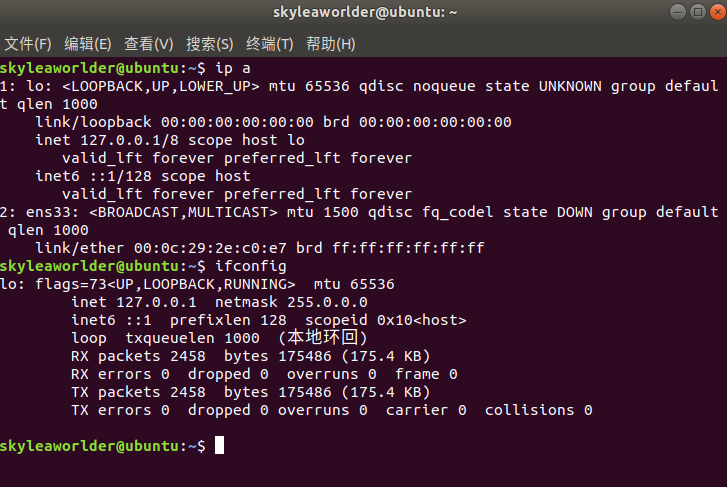 skyleaworlder@ubuntu: ~
文件(F) 编辑(E) 查看(V) 搜索(S) 终端(T) 帮助(H)
skyleaworlder@ubuntu:~$ ip a
1: lo: <LOOPBACK,UP,LOWER_UP> mtu 65536 qdisc noqueue state UNKNOWN group defaul
t qlen 1000
    link/loopback 00:00:00:00:00:00 brd 00:00:00:00:00:00
    inet 127.0.0.1/8 scope host lo
       valid_lft forever preferred_lft forever
    inet6 ::1/128 scope host
       valid_lft forever preferred_lft forever
2: ens33: <BROADCAST,MULTICAST> mtu 1500 qdisc fq_codel state DOWN group default
 qlen 1000
    link/ether 00:0c:29:2e:c0:e7 brd ff:ff:ff:ff:ff:ff
skyleaworlder@ubuntu:~$ ifconfig
lo: flags=73<UP,LOOPBACK,RUNNING>  mtu 65536
        inet 127.0.0.1  netmask 255.0.0.0
        inet6 ::1  prefixlen 128  scopeid 0x10<host>
        loop  txqueuelen 1000  (本地环回)
        RX packets 2458  bytes 175486 (175.4 KB)
        RX errors 0  dropped 0  overruns 0  frame 0
        TX packets 2458  bytes 175486 (175.4 KB)
        TX errors 0  dropped 0 overruns 0  carrier 0  collisions 0
skyleaworlder@ubuntu:~$